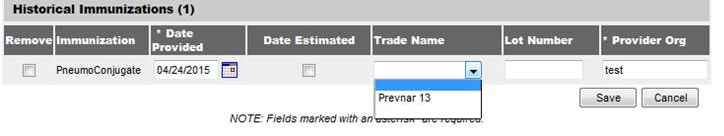 Historical Immunizations (1)
Remove Immunization * Date Provided Date Estimated Trade Name Lot Number * Provider Org
PneumoConjugate 04/24/2015 test
Prevnar 13
Save Cancel
NOTE: Fields marked with an asterisk are required.